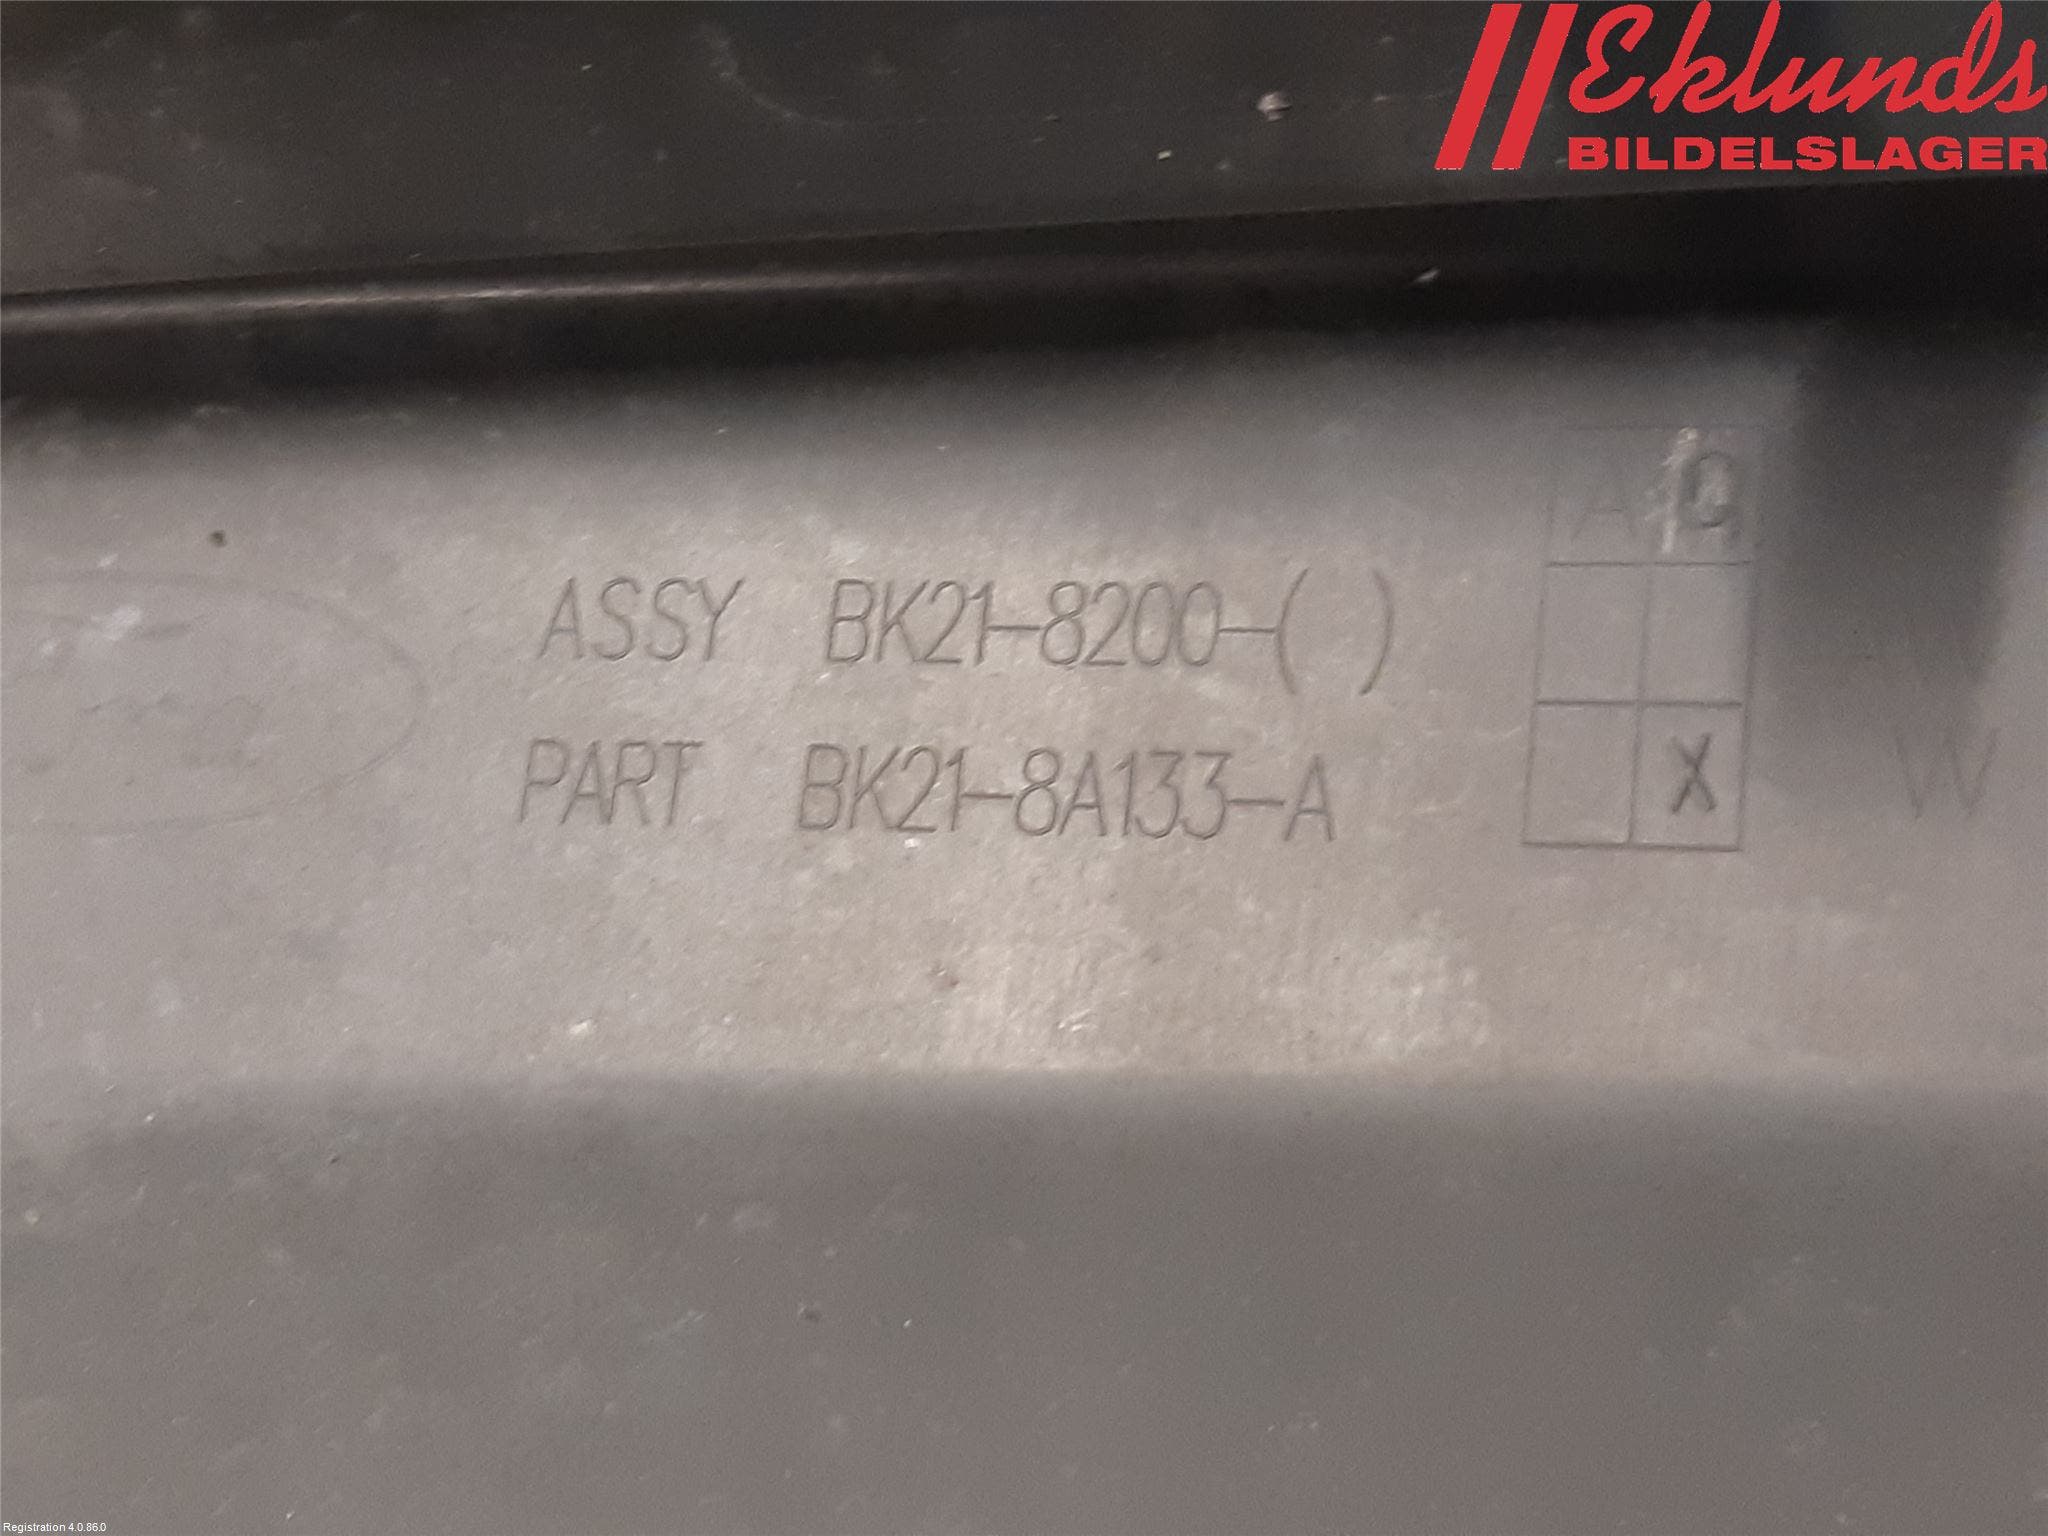 Eklunds
BILDELSLAGER
ASSY BK21-8200-( )
PART BK21-8A133-A
X
Registration 4.0.86.0